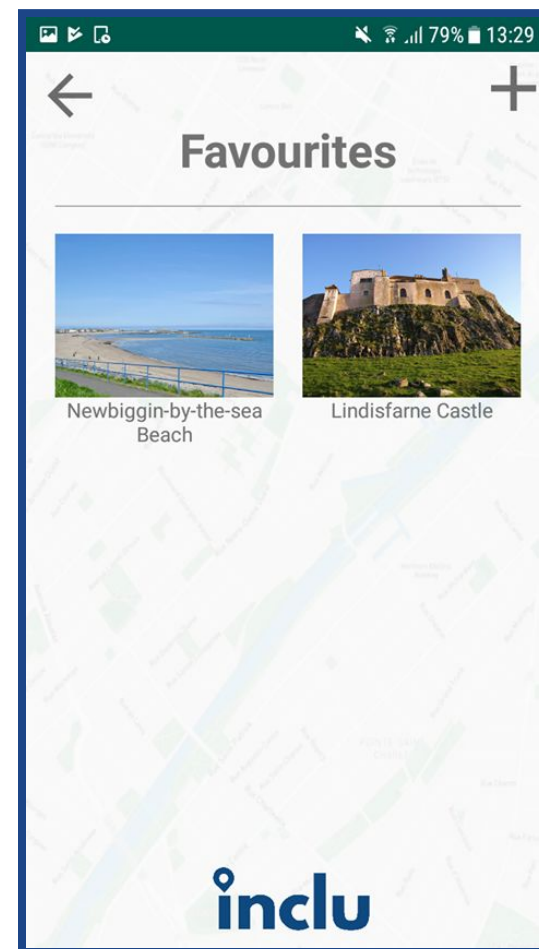 79% 13:29
Favourites
Newbiggin-by-the-sea
Beach
Lindisfarne Castle
inclu